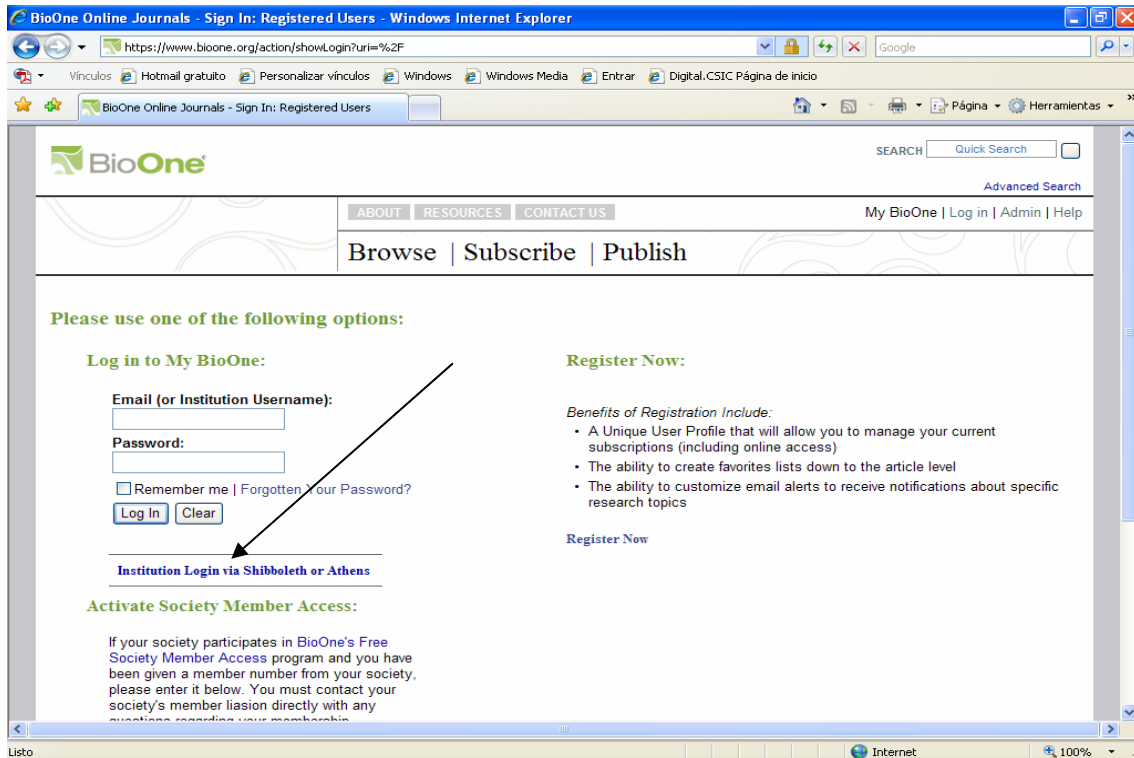 BioOne Online Journals - Sign In: Registered Users - Windows Internet Explorer
https://www.bioone.org/action/showLogin?uri=%2F
Google
Vínculos Hotmail gratuito Personalizar vínculos Windows Windows Media Entrar Digital.CSIC Página de inicio
BioOne Online Journals - Sign In: Registered Users
Página Herramientas »
BioOne
SEARCH Quick Search
Advanced Search
ABOUT RESOURCES CONTACT US
My BioOne | Log in | Admin | Help
Browse | Subscribe | Publish
Please use one of the following options:
Log in to My BioOne:
Email (or Institution Username):
Password:
Remember me | Forgotten Your Password?
Log In Clear
Institution Login via Shibboleth or Athens
Activate Society Member Access:
If your society participates in BioOne's Free
Society Member Access program and you have
been given a member number from your society,
please enter it below. You must contact your
society's member liasion directly with any
questions regarding your membership
Register Now:
Benefits of Registration Include:
• A Unique User Profile that will allow you to manage your current
subscriptions (including online access)
• The ability to create favorites lists down to the article level
• The ability to customize email alerts to receive notifications about specific
research topics
Register Now
Listo
Internet
100%